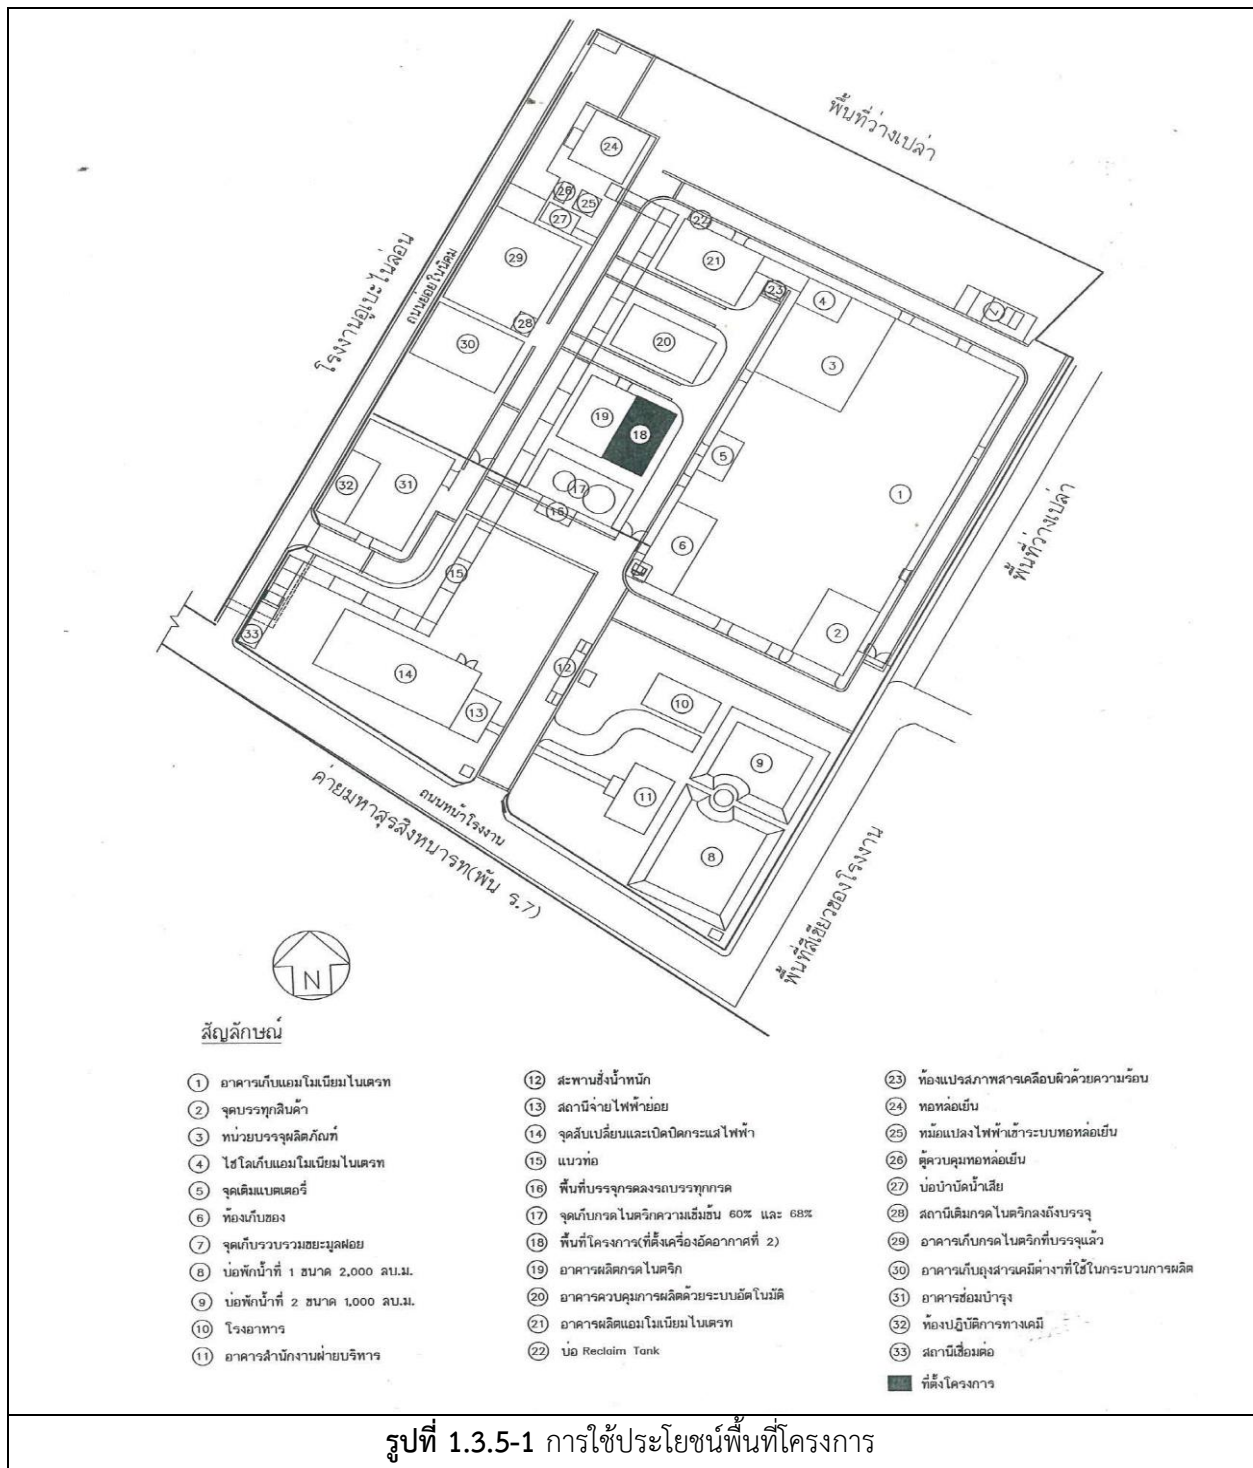 พื้นที่ว่างเปล่า
โรงงานอูเบะไนล่อน
ถนนย่อยในนิคม
24
26
25
27
22
21
29
23
4
7
28
20
3
30
19
18
5
32
31
17
16
1
6
พื้นที่ว่างเปล่า
15
33
12
2
14
13
10
9
11
8
ถนนหน้าโรงงาน
ค่ายมหาสุรสิงหนารท(พัน ร.7)
พื้นที่สีเขียวของโรงงาน
N
สัญลักษณ์
1 อาคารเก็บแอมโมเนียมไนเตรท
2 จุดบรรทุกสินค้า
3 หน่วยบรรจุผลิตภัณฑ์
4 ไซโลเก็บแอมโมเนียมไนเตรท
5 จุดเติมแบตเตอรี่
6 ห้องเก็บของ
7 จุดเก็บรวบรวมขยะมูลฝอย
8 บ่อพักน้ำที่ 1 ขนาด 2,000 ลบ.ม.
9 บ่อพักน้ำที่ 2 ขนาด 1,000 ลบ.ม.
10 โรงอาหาร
11 อาคารสำนักงานฝ่ายบริหาร
12 สะพานชั่งน้ำหนัก
13 สถานีจ่ายไฟฟ้าย่อย
14 จุดสับเปลี่ยนและเปิดปิดกระแสไฟฟ้า
15 แนวท่อ
16 พื้นที่บรรจุกรดลงรถบรรทุกกรด
17 จุดเก็บกรดไนตริกความเข้มข้น 60% และ 68%
18 พื้นที่โครงการ(ที่ตั้งเครื่องอัดอากาศที่ 2)
19 อาคารผลิตกรดไนตริก
20 อาคารควบคุมการผลิตด้วยระบบอัตโนมัติ
21 อาคารผลิตแอมโมเนียมไนเตรท
22 บ่อ Reclaim Tank
23 ห้องแปรสภาพสารเคลือบผิวด้วยความร้อน
24 หอหล่อเย็น
25 หม้อแปลงไฟฟ้าเข้าระบบหอหล่อเย็น
26 ตู้ควบคุมหอหล่อเย็น
27 บ่อบำบัดน้ำเสีย
28 สถานีเติมกรดไนตริกลงถังบรรจุ
29 อาคารเก็บกรดไนตริกที่บรรจุแล้ว
30 อาคารเก็บถุงสารเคมีต่างๆที่ใช้ในกระบวนการผลิต
31 อาคารซ่อมบำรุง
32 ห้องปฏิบัติการทางเคมี
33 สถานีเชื่อมต่อ
ที่ตั้งโครงการ
รูปที่ 1.3.5-1 การใช้ประโยชน์พื้นที่โครงการ